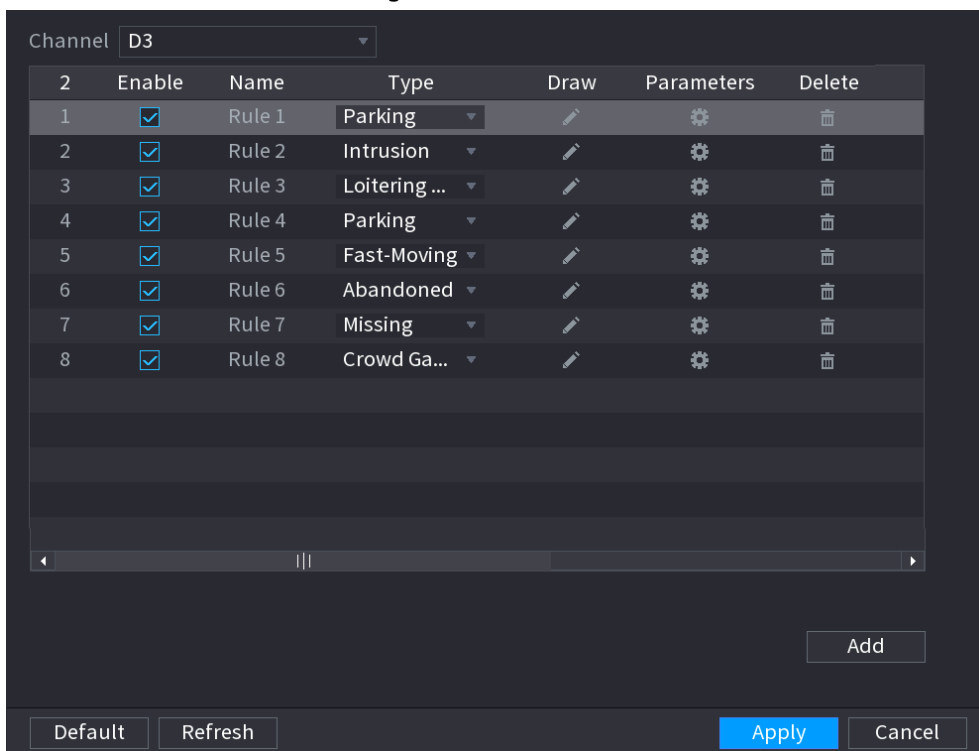 Channel D3
2 Enable Name Type Draw Parameters Delete
1 Rule 1 Parking
2 Rule 2 Intrusion
3 Rule 3 Loitering ...
4 Rule 4 Parking
5 Rule 5 Fast-Moving
6 Rule 6 Abandoned
7 Rule 7 Missing
8 Rule 8 Crowd Ga...
Add
Default Refresh Apply Cancel